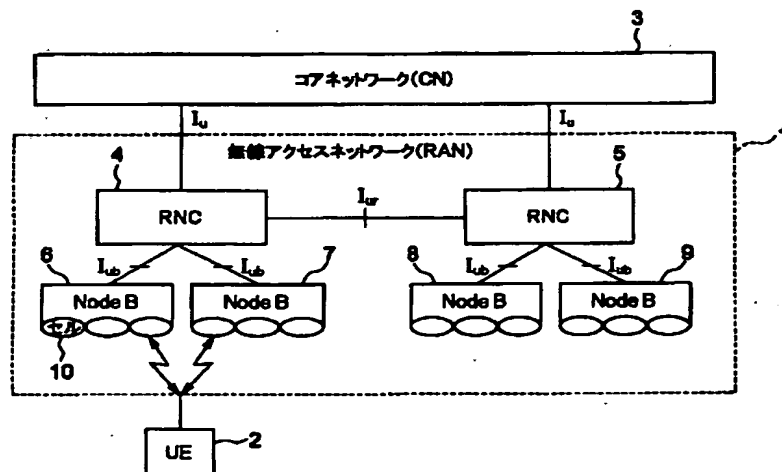 3
コアネットワーク(CN)
Iu
Iu
無線アクセスネットワーク(RAN)
4
5
RNC
Iur
RNC
6
Iub
Iub
7
8
Iub
Iub
9
Node B
Node B
Node B
Node B
セル
10
UE
2